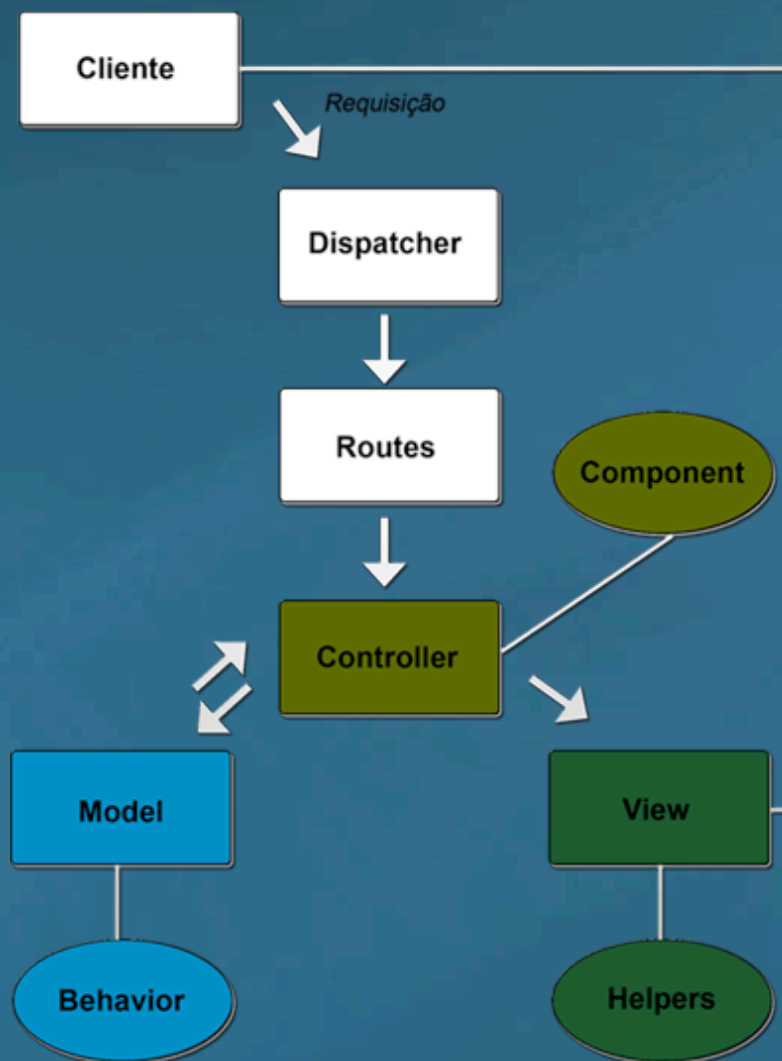 Cliente
Requisição
Dispatcher
Routes
Component
Controller
Model
View
Behavior
Helpers